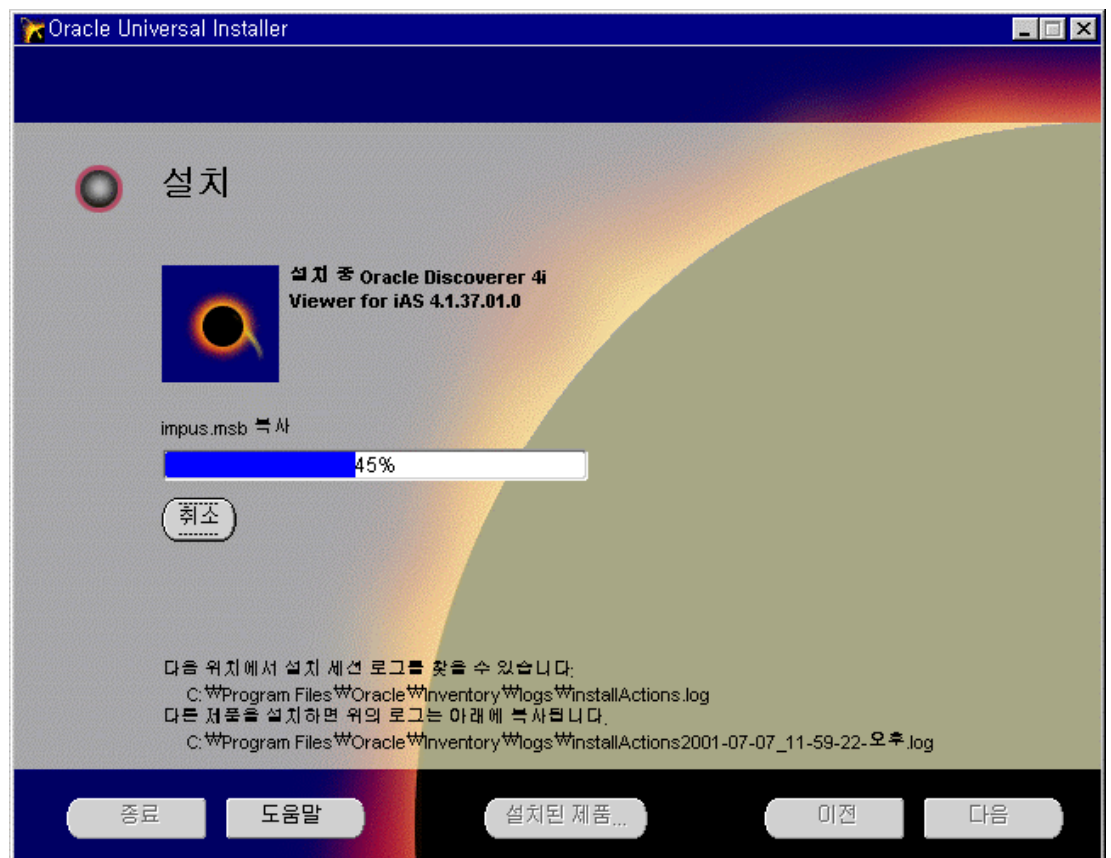 Oracle Universal Installer
설치
설치 중 Oracle Discoverer 4i
Viewer for iAS 4.1.37.01.0
impus.msb 복사
45%
취소
다음 위치에서 설치 세션 로그를 찾을 수 있습니다:
C:₩Program Files₩Oracle₩Inventory₩logs₩installActions.log
다른 제품을 설치하면 위의 로그는 아래에 복사됩니다.
C:₩Program Files₩Oracle₩Inventory₩logs₩installActions2001-07-07_11-59-22-오후.log
종료 도움말 설치된 제품... 이전 다음